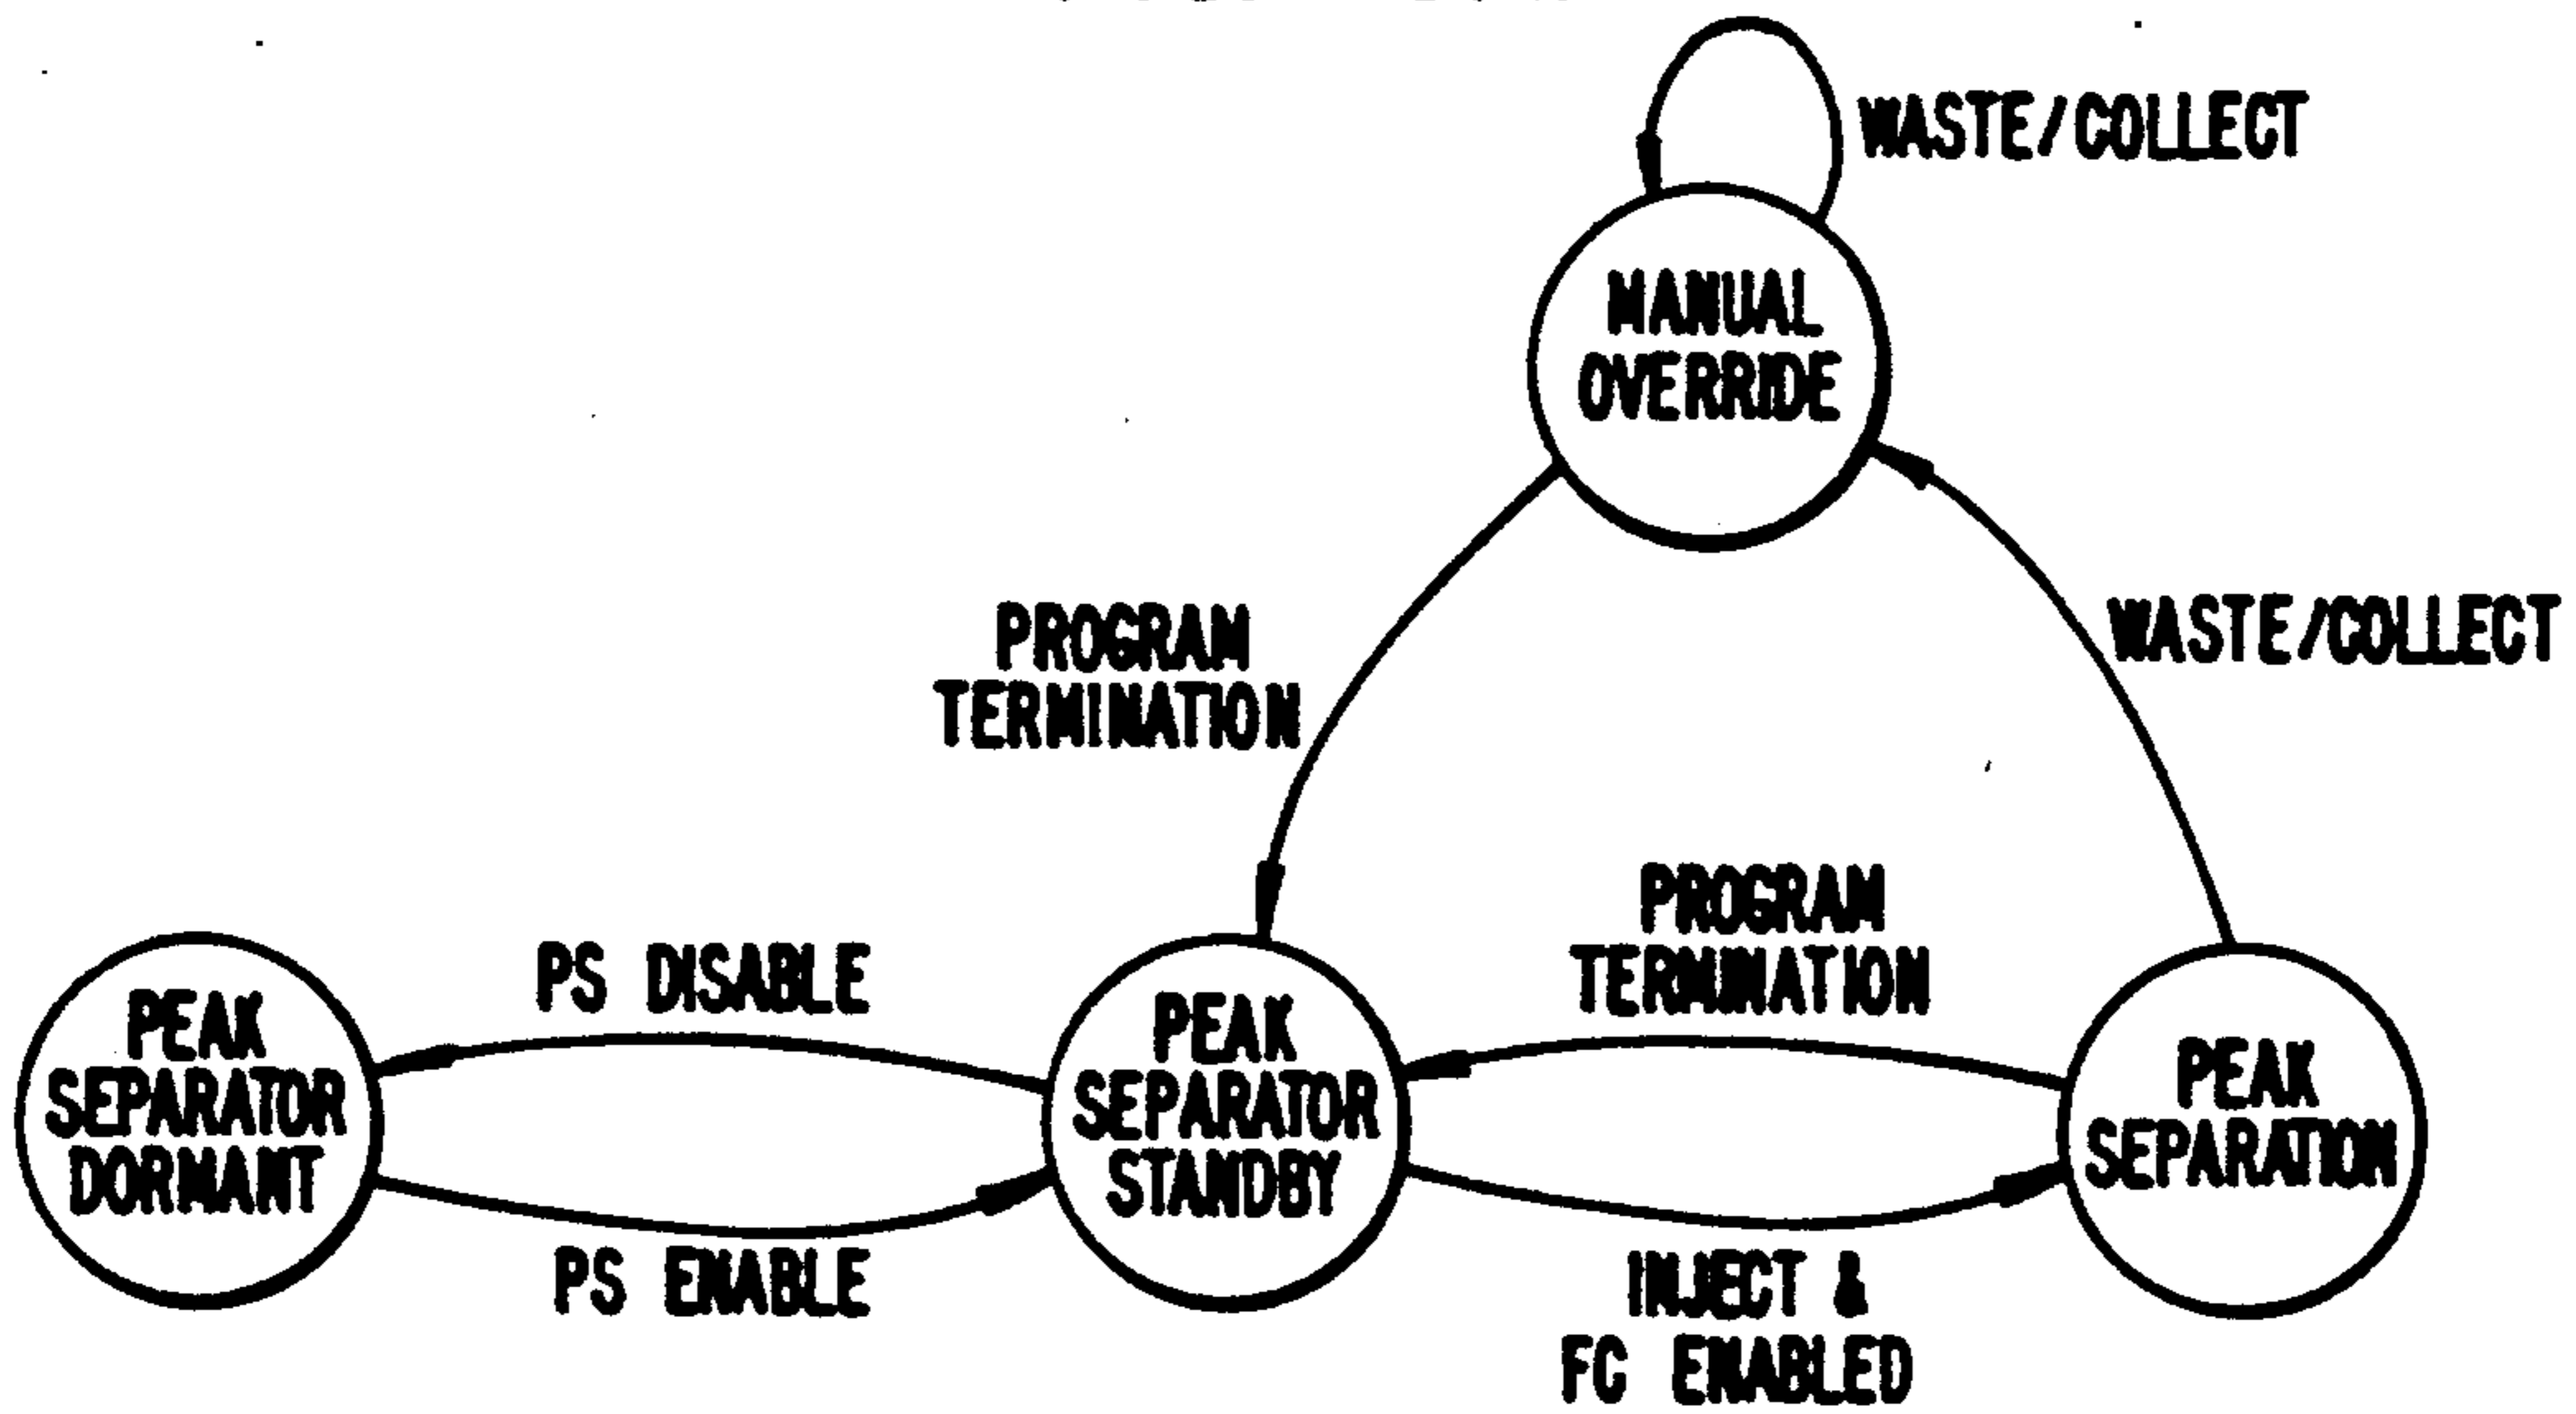 WASTE/COLLECT
MANUAL
OVERRIDE
PROGRAM
TERMINATION
WASTE/COLLECT
PROGRAM
TERMINATION
PS DISABLE
PEAK
SEPARATOR
DORMANT
PEAK
SEPARATOR
STANDBY
PEAK
SEPARATION
PS ENABLE
INJECT &
FC ENABLED